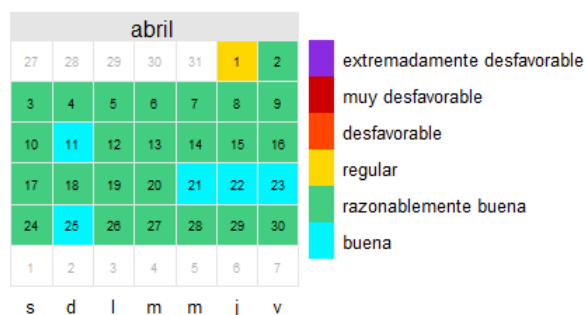 abril
27 28 29 30 31 1 2
3 4 5 6 7 8 9
10 11 12 13 14 15 16
17 18 19 20 21 22 23
24 25 26 27 28 29 30
1 2 3 4 5 6 7
s d l m m j v
extremadamente desfavorable
muy desfavorable
desfavorable
regular
razonablemente buena
buena